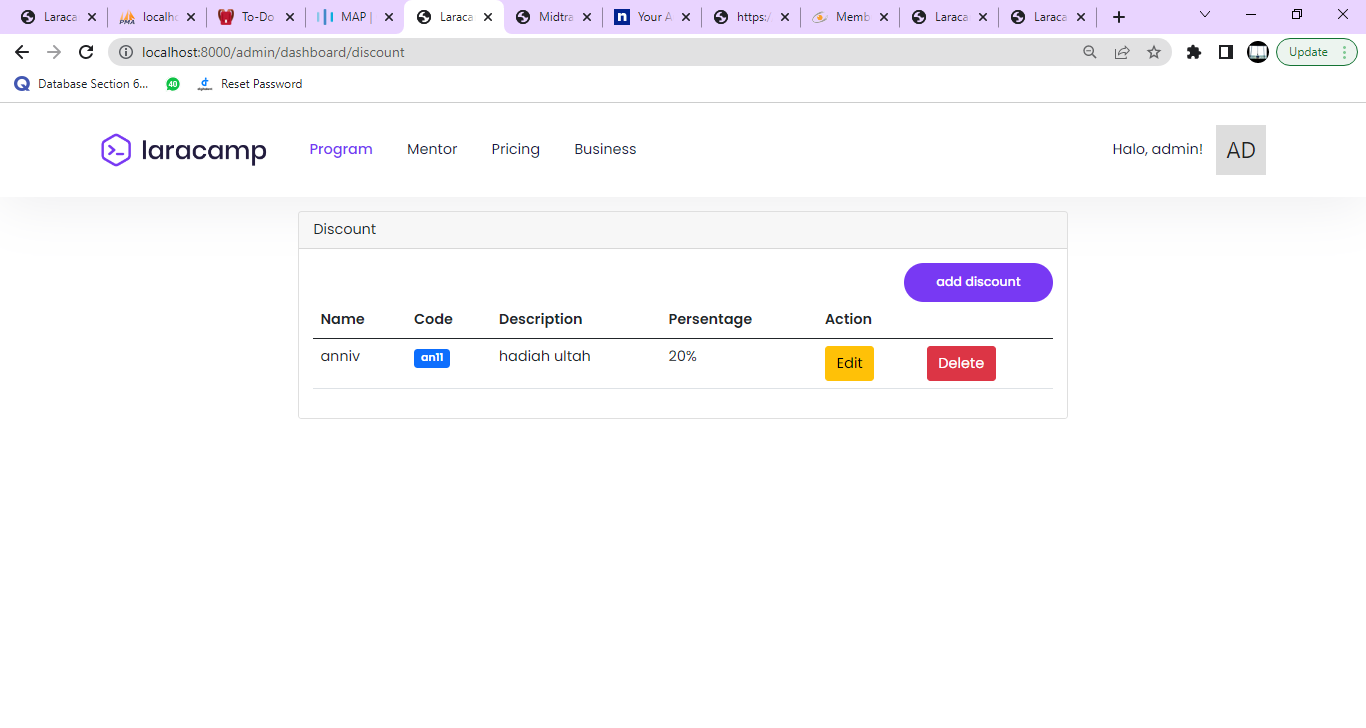 Laraca localho To-Do MAP | Laraca Midtra Your A https:/ Memb Laraca Laraca
localhost:8000/admin/dashboard/discount Update
Database Section 6... 40 Reset Password
laracamp Program Mentor Pricing Business Halo, admin! AD
Discount
add discount
Name Code Description Persentage Action
anniv an11 hadiah ultah 20% Edit Delete